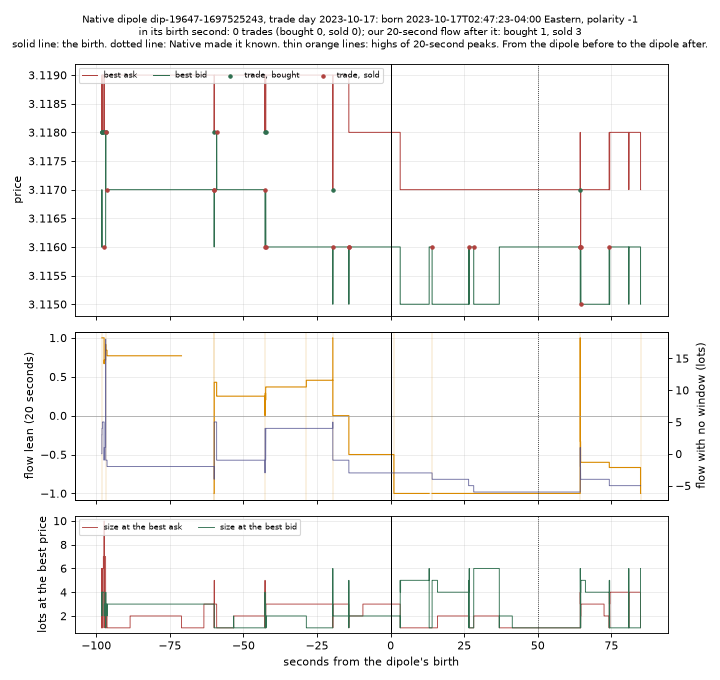 Native dipole dip-19647-1697525243, trade day 2023-10-17: born 2023-10-17T02:47:23-04:00 Eastern, polarity -1
in its birth second: 0 trades (bought 0, sold 0); our 20-second flow after it: bought 1, sold 3
solid line: the birth. dotted line: Native made it known. thin orange lines: highs of 20-second peaks. From the dipole before to the dipole after.
best ask best bid trade, bought trade, sold
3.1190
3.1185
3.1180
3.1175
3.1170
3.1165
3.1160
3.1155
3.1150
price
1.0
0.5
0.0
−0.5
−1.0
flow lean (20 seconds)
15
10
5
0
−5
flow with no window (lots)
size at the best ask size at the best bid
10
8
6
4
2
lots at the best price
−100 −75 −50 −25 0 25 50 75
seconds from the dipole's birth